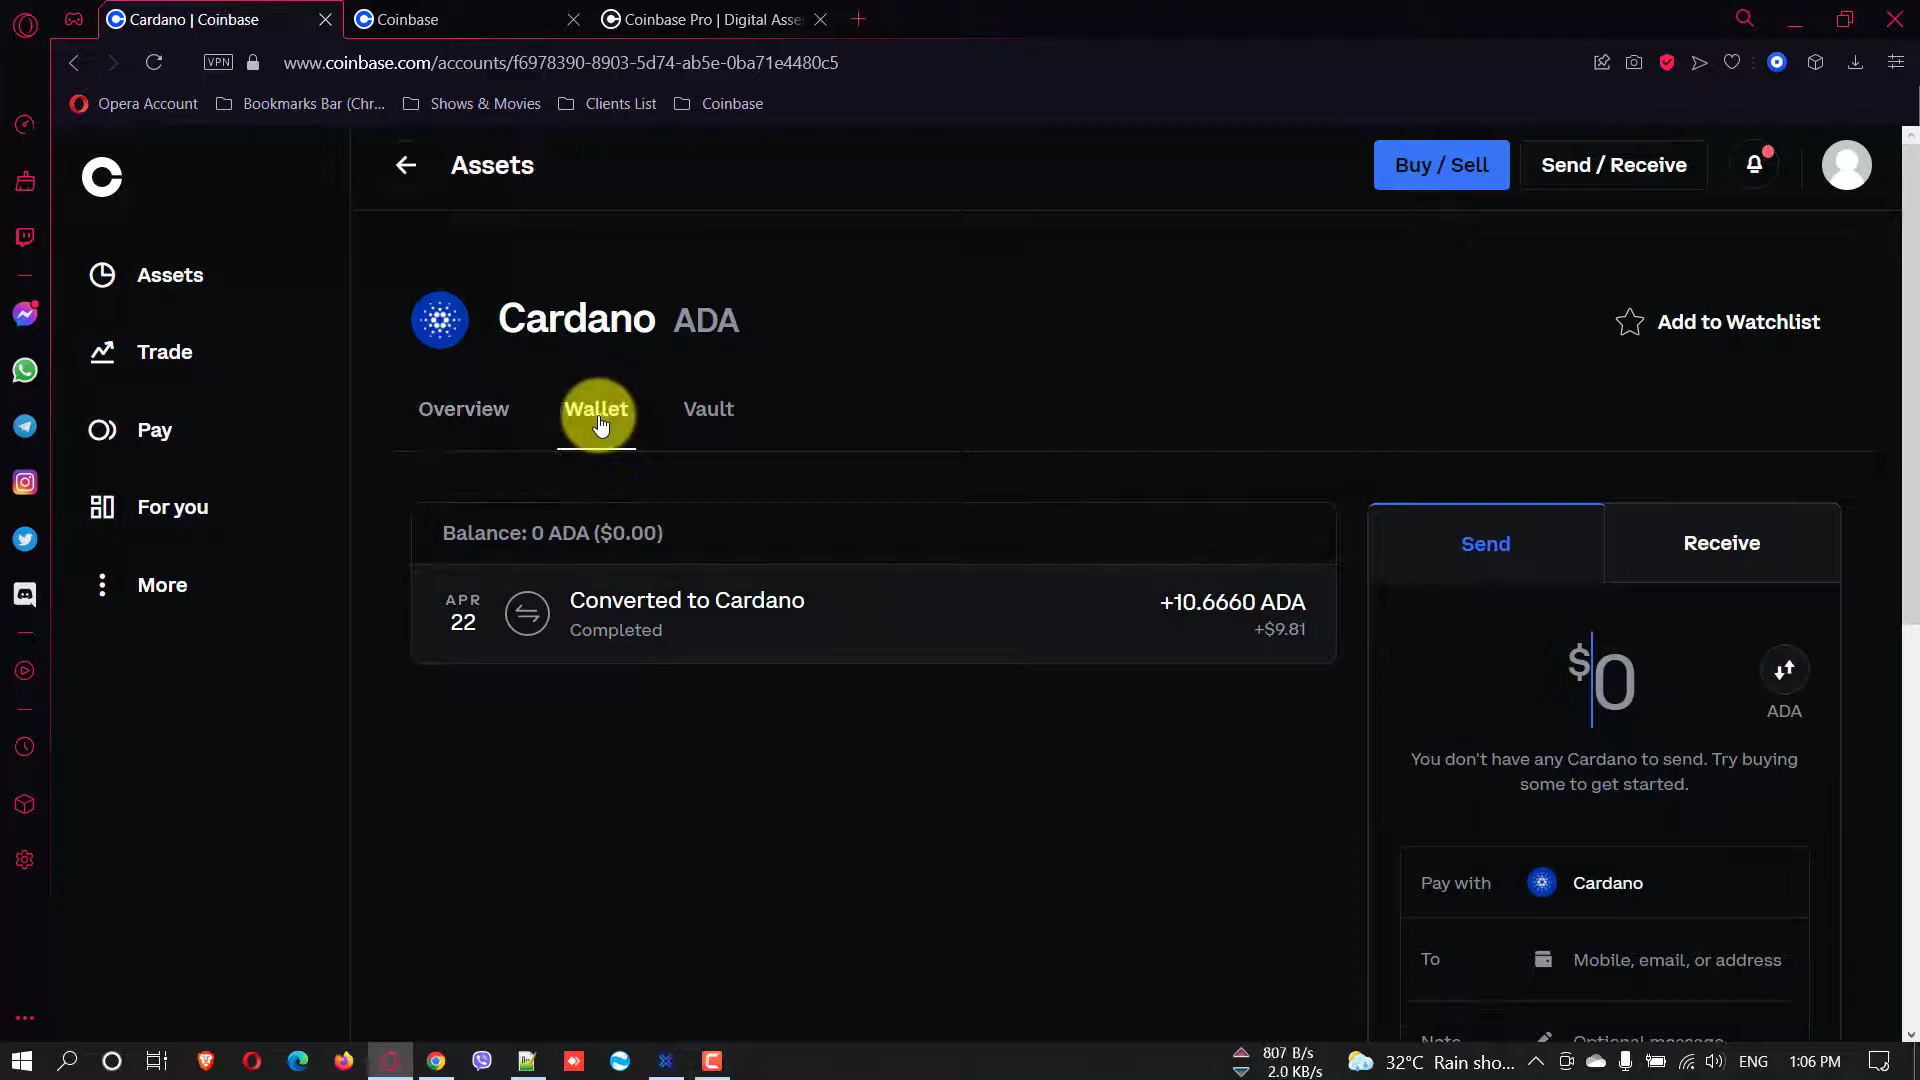 Cardano | Coinbase
Coinbase
Coinbase Pro | Digital Asse
VPN
www.coinbase.com/accounts/f6978390-8903-5d74-ab5e-0ba71e4480c5
Opera Account
Bookmarks Bar (Chr...
Shows & Movies
Clients List
Coinbase
Assets
Buy / Sell
Send / Receive
Assets
Trade
Pay
For you
More
Cardano ADA
Add to Watchlist
Overview
Wallet
Vault
Balance: 0 ADA ($0.00)
APR
22
Converted to Cardano
Completed
+10.6660 ADA
+$9.81
Send
Receive
$0
ADA
You don't have any Cardano to send. Try buying
some to get started.
Pay with
Cardano
To
Mobile, email, or address
Note
Optional message
807 B/s
2.0 KB/s
32°C Rain sho...
ENG
1:06 PM